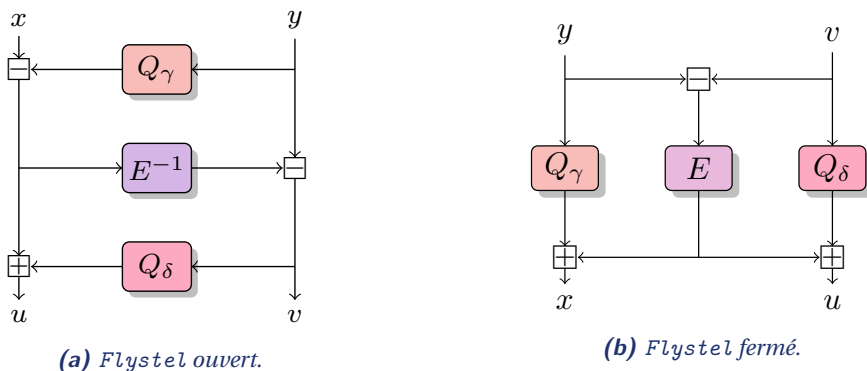 x y
− Q_γ
E^{−1} −
+ Q_δ
u v
(a) Flystel ouvert.
y v
−
Q_γ E Q_δ
+ +
x u
(b) Flystel fermé.